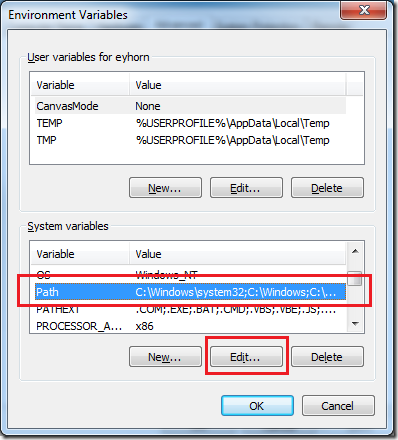 Environment Variables
User variables for eyhorn
Variable Value
CanvasMode None
TEMP %USERPROFILE%\AppData\Local\Temp
TMP %USERPROFILE%\AppData\Local\Temp
New... Edit... Delete
System variables
Variable Value
OS Windows_NT
Path C:\Windows\system32;C:\Windows;C:\...
PATHEXT .COM;.EXE;.BAT;.CMD;.VBS;.VBE;.JS;....
PROCESSOR_A... x86
New... Edit... Delete
OK Cancel